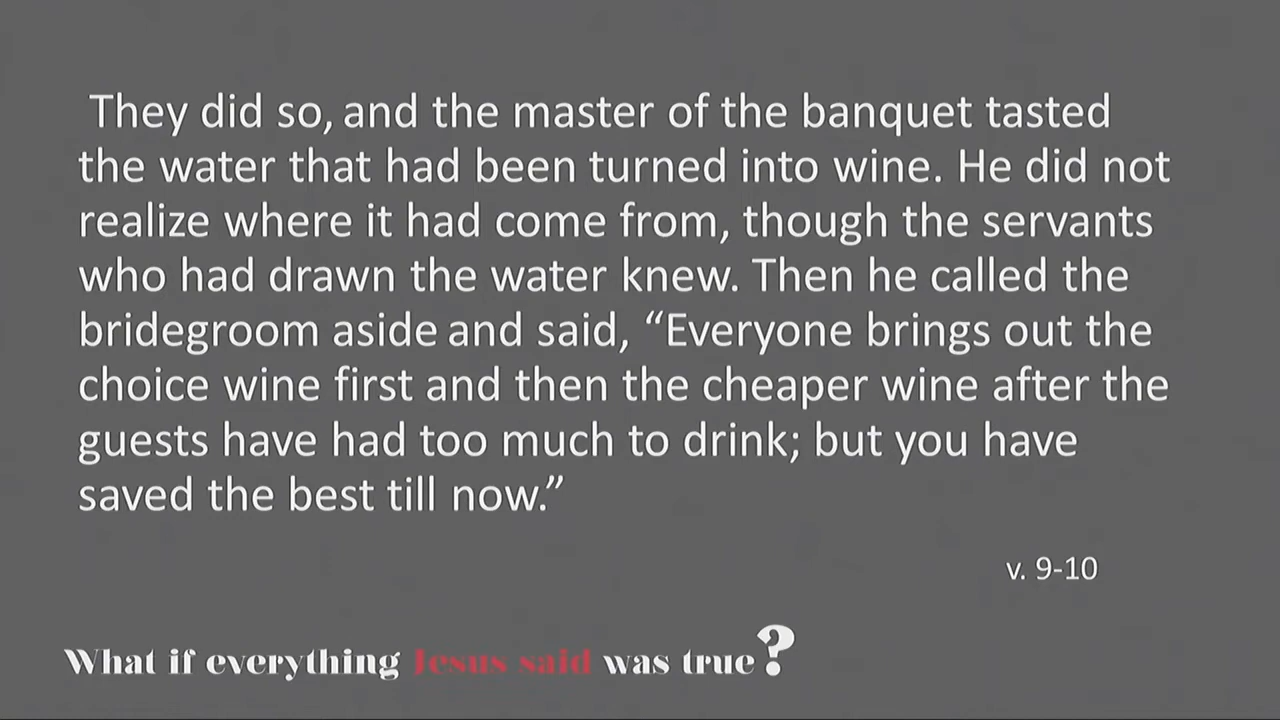 They did so, and the master of the banquet tasted
the water that had been turned into wine. He did not
realize where it had come from, though the servants
who had drawn the water knew. Then he called the
bridegroom aside and said, “Everyone brings out the
choice wine first and then the cheaper wine after the
guests have had too much to drink; but you have
saved the best till now.”
v. 9-10
What if everything Jesus said was true?